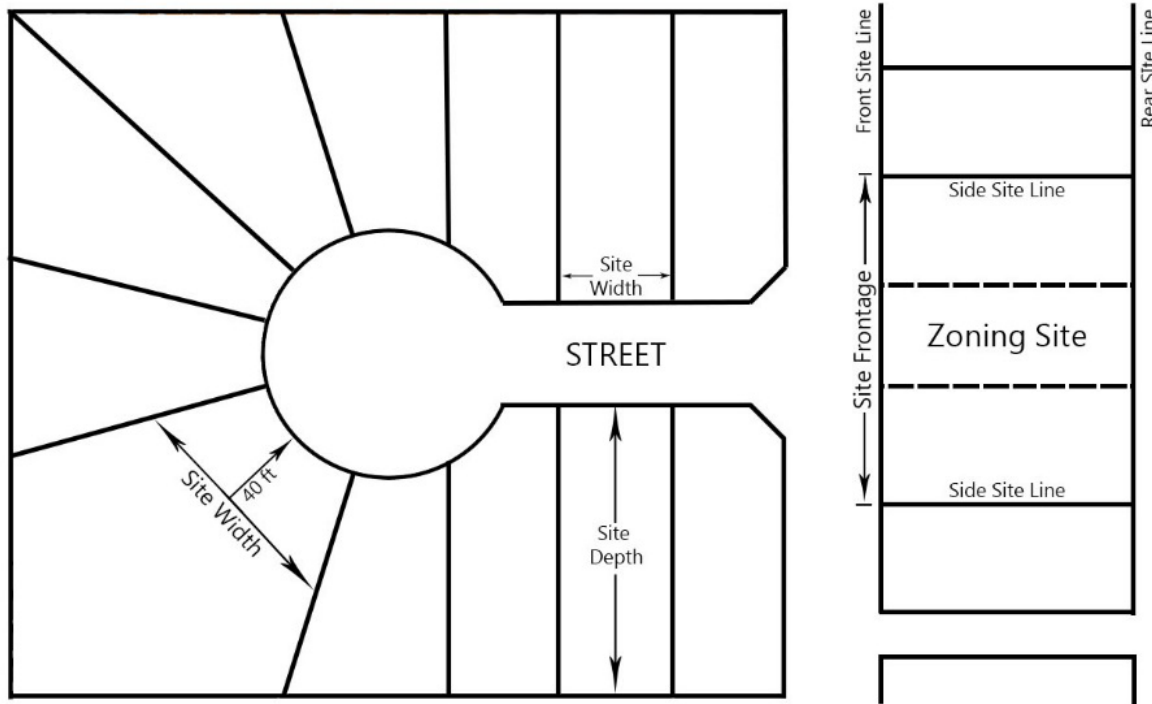 Site
Width
STREET
Site Width
40 ft
Site
Depth
Front Site Line
Rear SIte Line
Side Site Line
Site Frontage
Zoning Site
Side Site Line